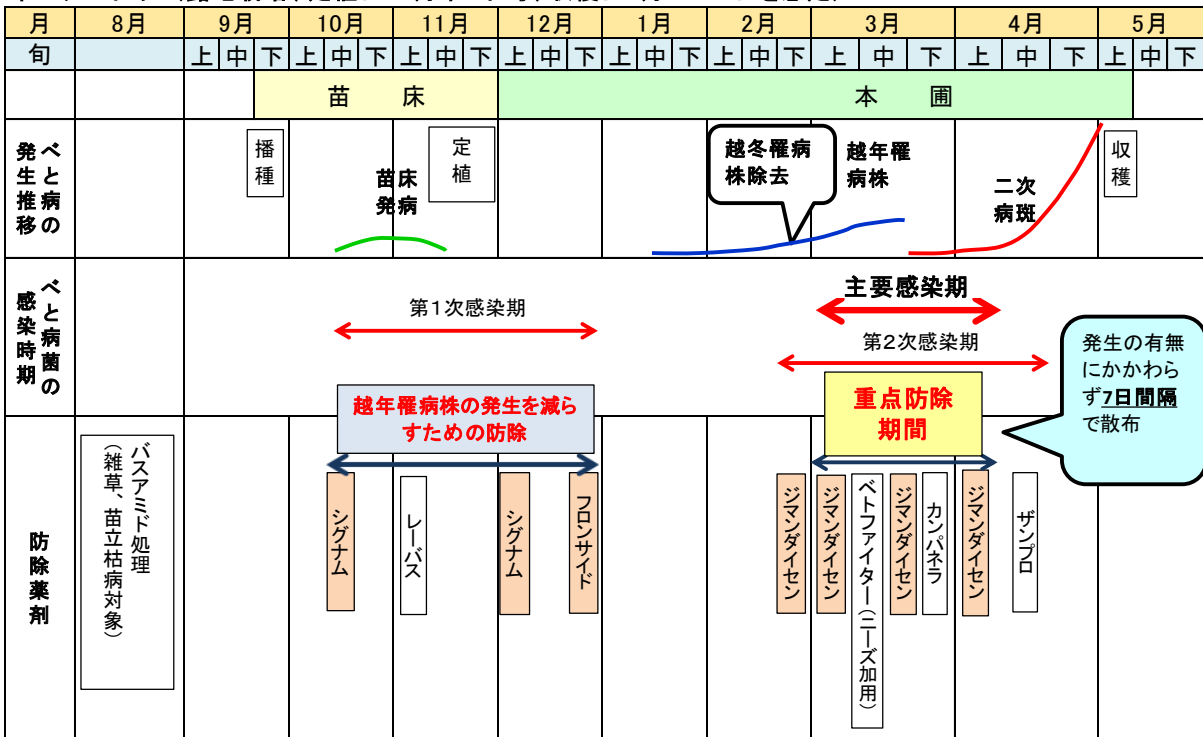 月 8月 9月 10月 11月 12月 1月 2月 3月 4月 5月
旬 上 中 下 上 中 下 上 中 下 上 中 下 上 中 下 上 中 下 上 中 下 上 中 下 上 中 下
苗 床 本 圃
べと病の
発生推移
播種
苗床
発病
定植
越冬罹病
株除去
越年罹
病株
二次
病斑
収穫
べと病菌の
感染時期
第1次感染期
主要感染期
第2次感染期
越年罹病株の発生を減ら
すための防除
重点防除
期間
発生の有無
にかかわら
ず7日間隔
で散布
防除薬剤
バスアミド処理
(雑草、苗立枯病対象)
シグナム
レーバス
シグナム
フロンサイド
ジマンダイセン
ジマンダイセン
ベトファイター(ニーズ加用)
ジマンダイセン
カンパネラ
ジマンダイセン
ザンプロ